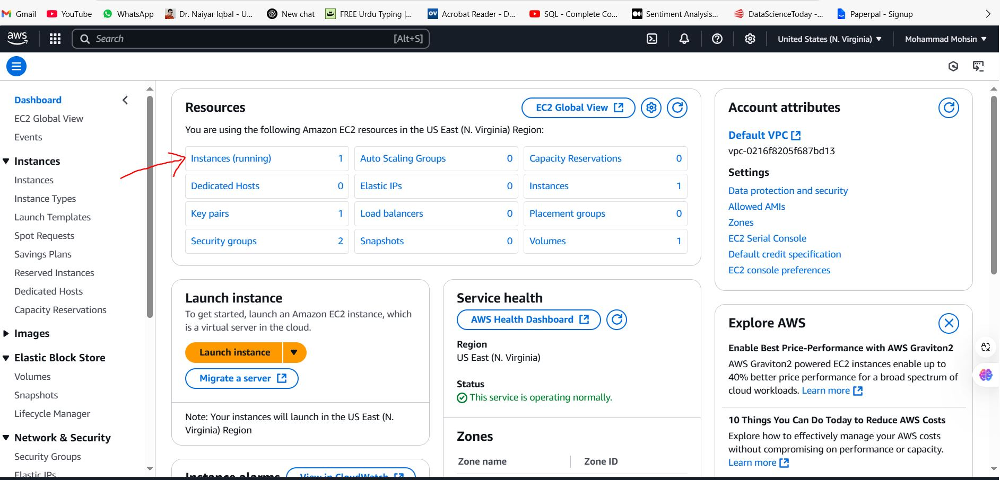 Gmail
YouTube
WhatsApp
Dr. Naiyar Iqbal - U...
New chat
FREE Urdu Typing |...
Acrobat Reader - D...
SQL - Complete Co...
Sentiment Analysis...
DataScienceToday -...
Paperpal - Signup
aws
Search
[Alt+S]
United States (N. Virginia)
Mohammad Mohsin
Dashboard
EC2 Global View
Events
Instances
Instances
Instance Types
Launch Templates
Spot Requests
Savings Plans
Reserved Instances
Dedicated Hosts
Capacity Reservations
Images
Elastic Block Store
Volumes
Snapshots
Lifecycle Manager
Network & Security
Security Groups
Elastic IPs
Resources
EC2 Global View
You are using the following Amazon EC2 resources in the US East (N. Virginia) Region:
Instances (running) 1
Auto Scaling Groups 0
Capacity Reservations 0
Dedicated Hosts 0
Elastic IPs 0
Instances 1
Key pairs 1
Load balancers 0
Placement groups 0
Security groups 2
Snapshots 0
Volumes 1
Launch instance
To get started, launch an Amazon EC2 instance, which
is a virtual server in the cloud.
Launch instance
Migrate a server
Note: Your instances will launch in the US East (N.
Virginia) Region
Instance alarms
View in CloudWatch
Service health
AWS Health Dashboard
Region
US East (N. Virginia)
Status
This service is operating normally.
Zones
Zone name
Zone ID
Account attributes
Default VPC
vpc-0216f8205f687bd13
Settings
Data protection and security
Allowed AMIs
Zones
EC2 Serial Console
Default credit specification
EC2 console preferences
Explore AWS
Enable Best Price-Performance with AWS Graviton2
AWS Graviton2 powered EC2 instances enable up to
40% better price performance for a broad spectrum of
cloud workloads. Learn more
10 Things You Can Do Today to Reduce AWS Costs
Explore how to effectively manage your AWS costs
without compromising on performance or capacity.
Learn more